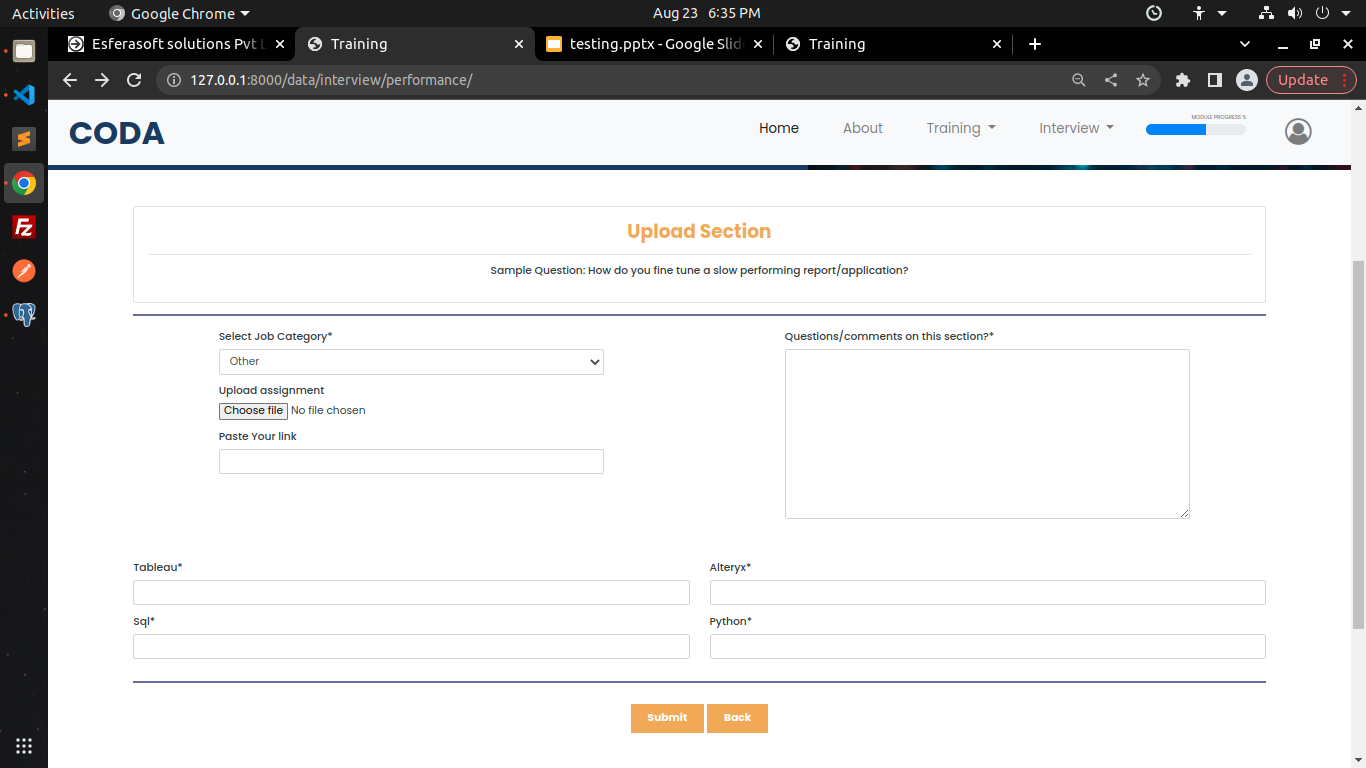 Activities Google Chrome Aug 23 6:35 PM
Esferasoft solutions Pvt L Training testing.pptx - Google Slide Training
127.0.0.1:8000/data/interview/performance/ Update
CODA Home About Training Interview MODULE PROGRESS %
Upload Section
Sample Question: How do you fine tune a slow performing report/application?
Select Job Category* Questions/comments on this section?*
Other
Upload assignment
Choose file No file chosen
Paste Your link
Tableau* Alteryx*
Sql* Python*
Submit Back